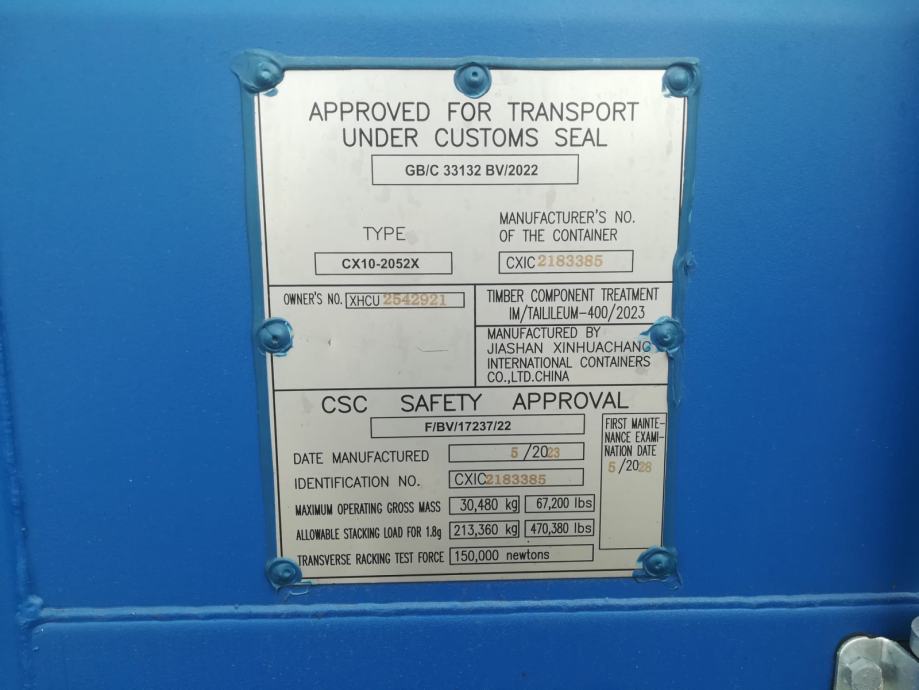 APPROVED FOR TRANSPORT
UNDER CUSTOMS SEAL
GB/C 33132 BV/2022
TYPE
CX10-2052X
MANUFACTURER'S NO.
OF THE CONTAINER
CXIC 2183385
OWNER'S NO. XHCU 2542921
TIMBER COMPONENT TREATMENT
IM/TAILILEUM-400/2023
MANUFACTURED BY
JIASHAN XINHUACHANG
INTERNATIONAL CONTAINERS
CO.,LTD.CHINA
CSC SAFETY APPROVAL
F/BV/17237/22
DATE MANUFACTURED 5/2023
IDENTIFICATION NO. CXIC2183385
MAXIMUM OPERATING GROSS MASS 30,480 kg 67,200 lbs
ALLOWABLE STACKING LOAD FOR 1.8g 213,360 kg 470,380 lbs
TRANSVERSE RACKING TEST FORCE 150,000 newtons
FIRST MAINTE-
NANCE EXAMI-
NATION DATE
5/2028